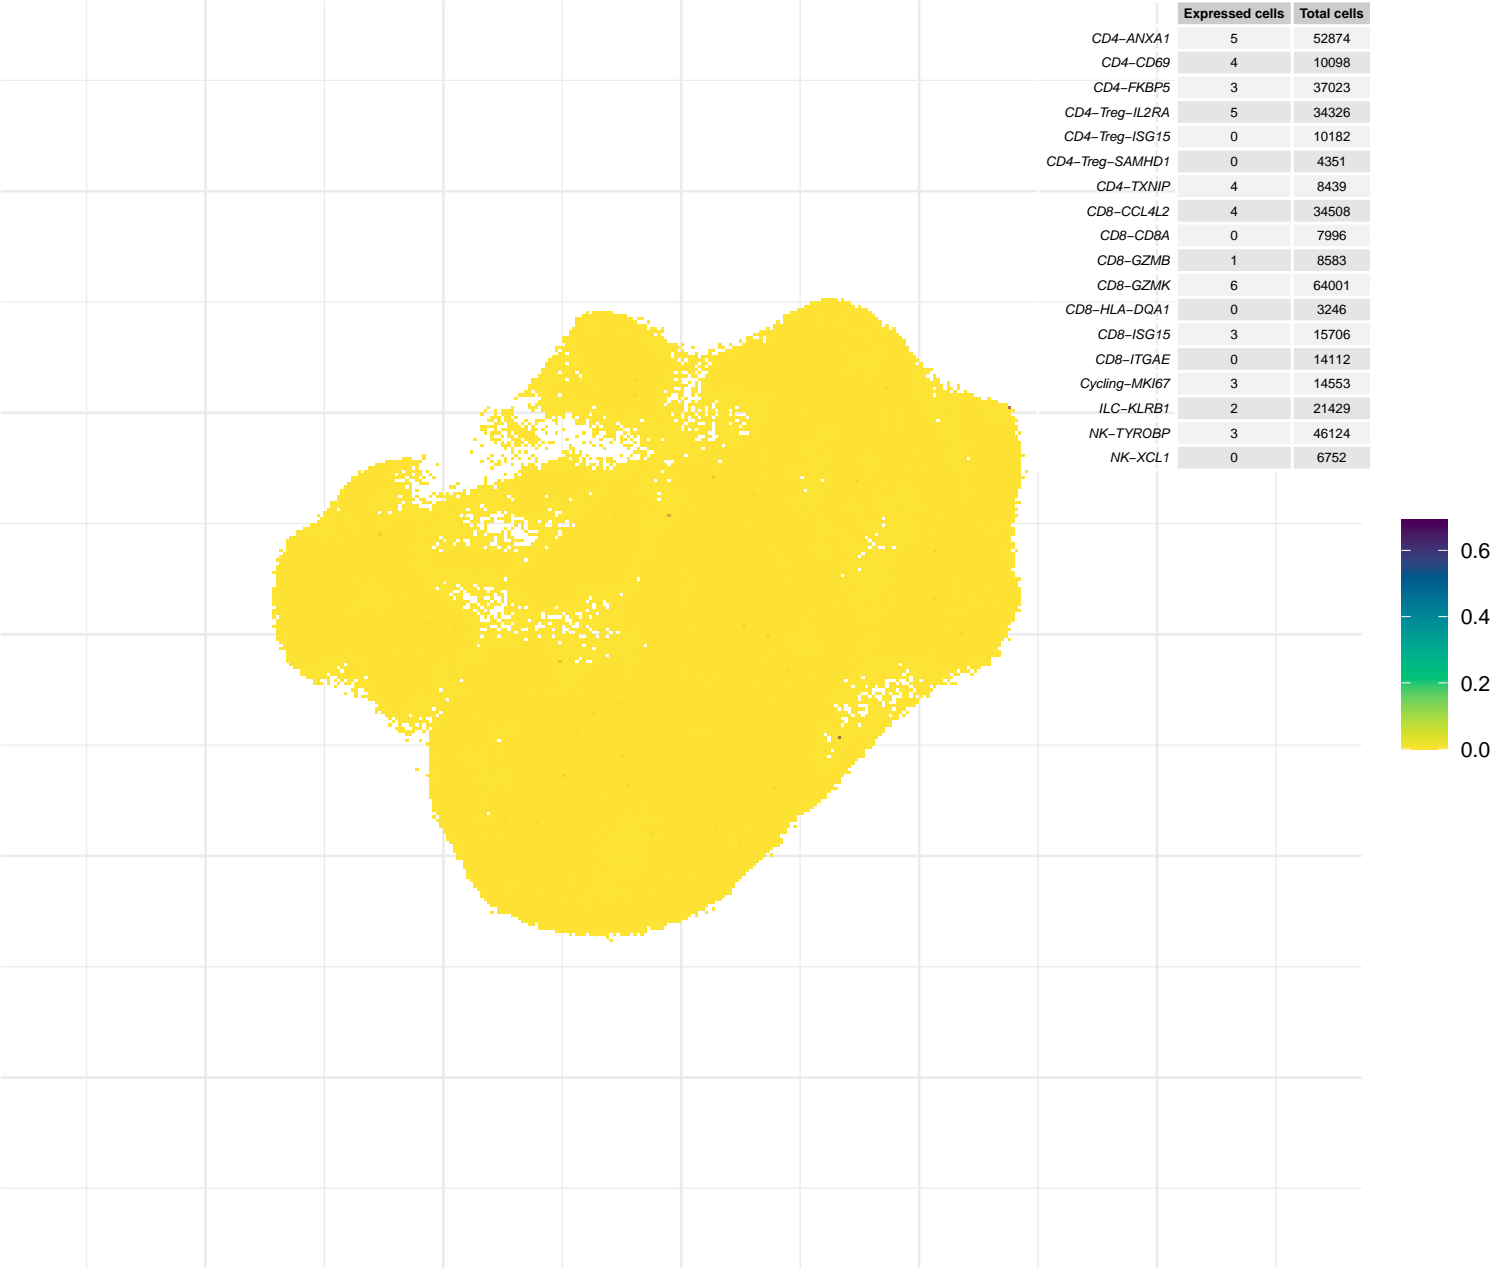 Expressed cells Total cells
CD4−ANXA1 5 52874
CD4−CD69 4 10098
CD4−FKBP5 3 37023
CD4−Treg−IL2RA 5 34326
CD4−Treg−ISG15 0 10182
CD4−Treg−SAMHD1 0 4351
CD4−TXNIP 4 8439
CD8−CCL4L2 4 34508
CD8−CD8A 0 7996
CD8−GZMB 1 8583
CD8−GZMK 6 64001
CD8−HLA−DQA1 0 3246
CD8−ISG15 3 15706
CD8−ITGAE 0 14112
Cycling−MKI67 3 14553
ILC−KLRB1 2 21429
NK−TYROBP 3 46124
NK−XCL1 0 6752
0.6
0.4
0.2
0.0